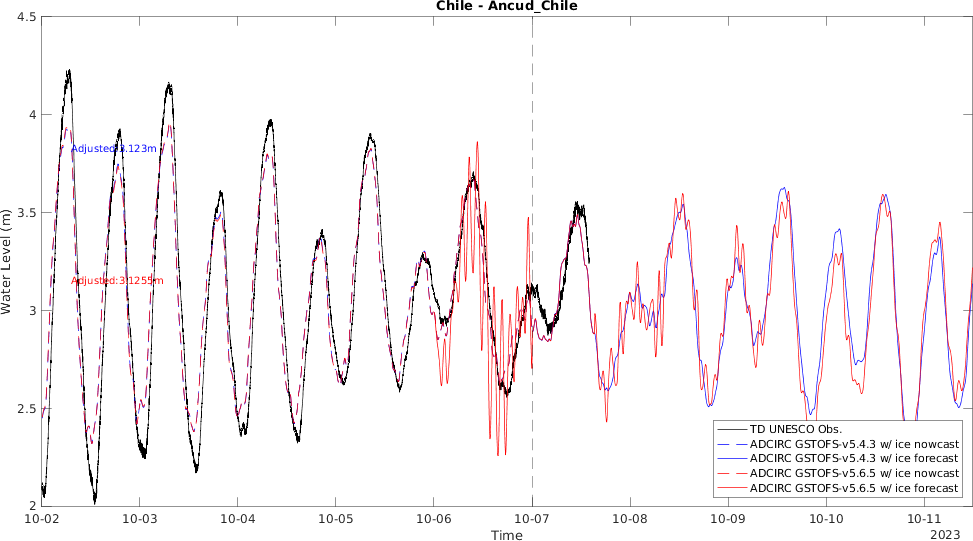 Chile - Ancud_Chile
4.5
4
3.5
3
2.5
2
Water Level (m)
Adjusted:3.123m
Adjusted:3.1255m
TD UNESCO Obs.
ADCIRC GSTOFS-v5.4.3 w/ ice nowcast
ADCIRC GSTOFS-v5.4.3 w/ ice forecast
ADCIRC GSTOFS-v5.6.5 w/ ice nowcast
ADCIRC GSTOFS-v5.6.5 w/ ice forecast
10-02 10-03 10-04 10-05 10-06 10-07 10-08 10-09 10-10 10-11
Time
2023